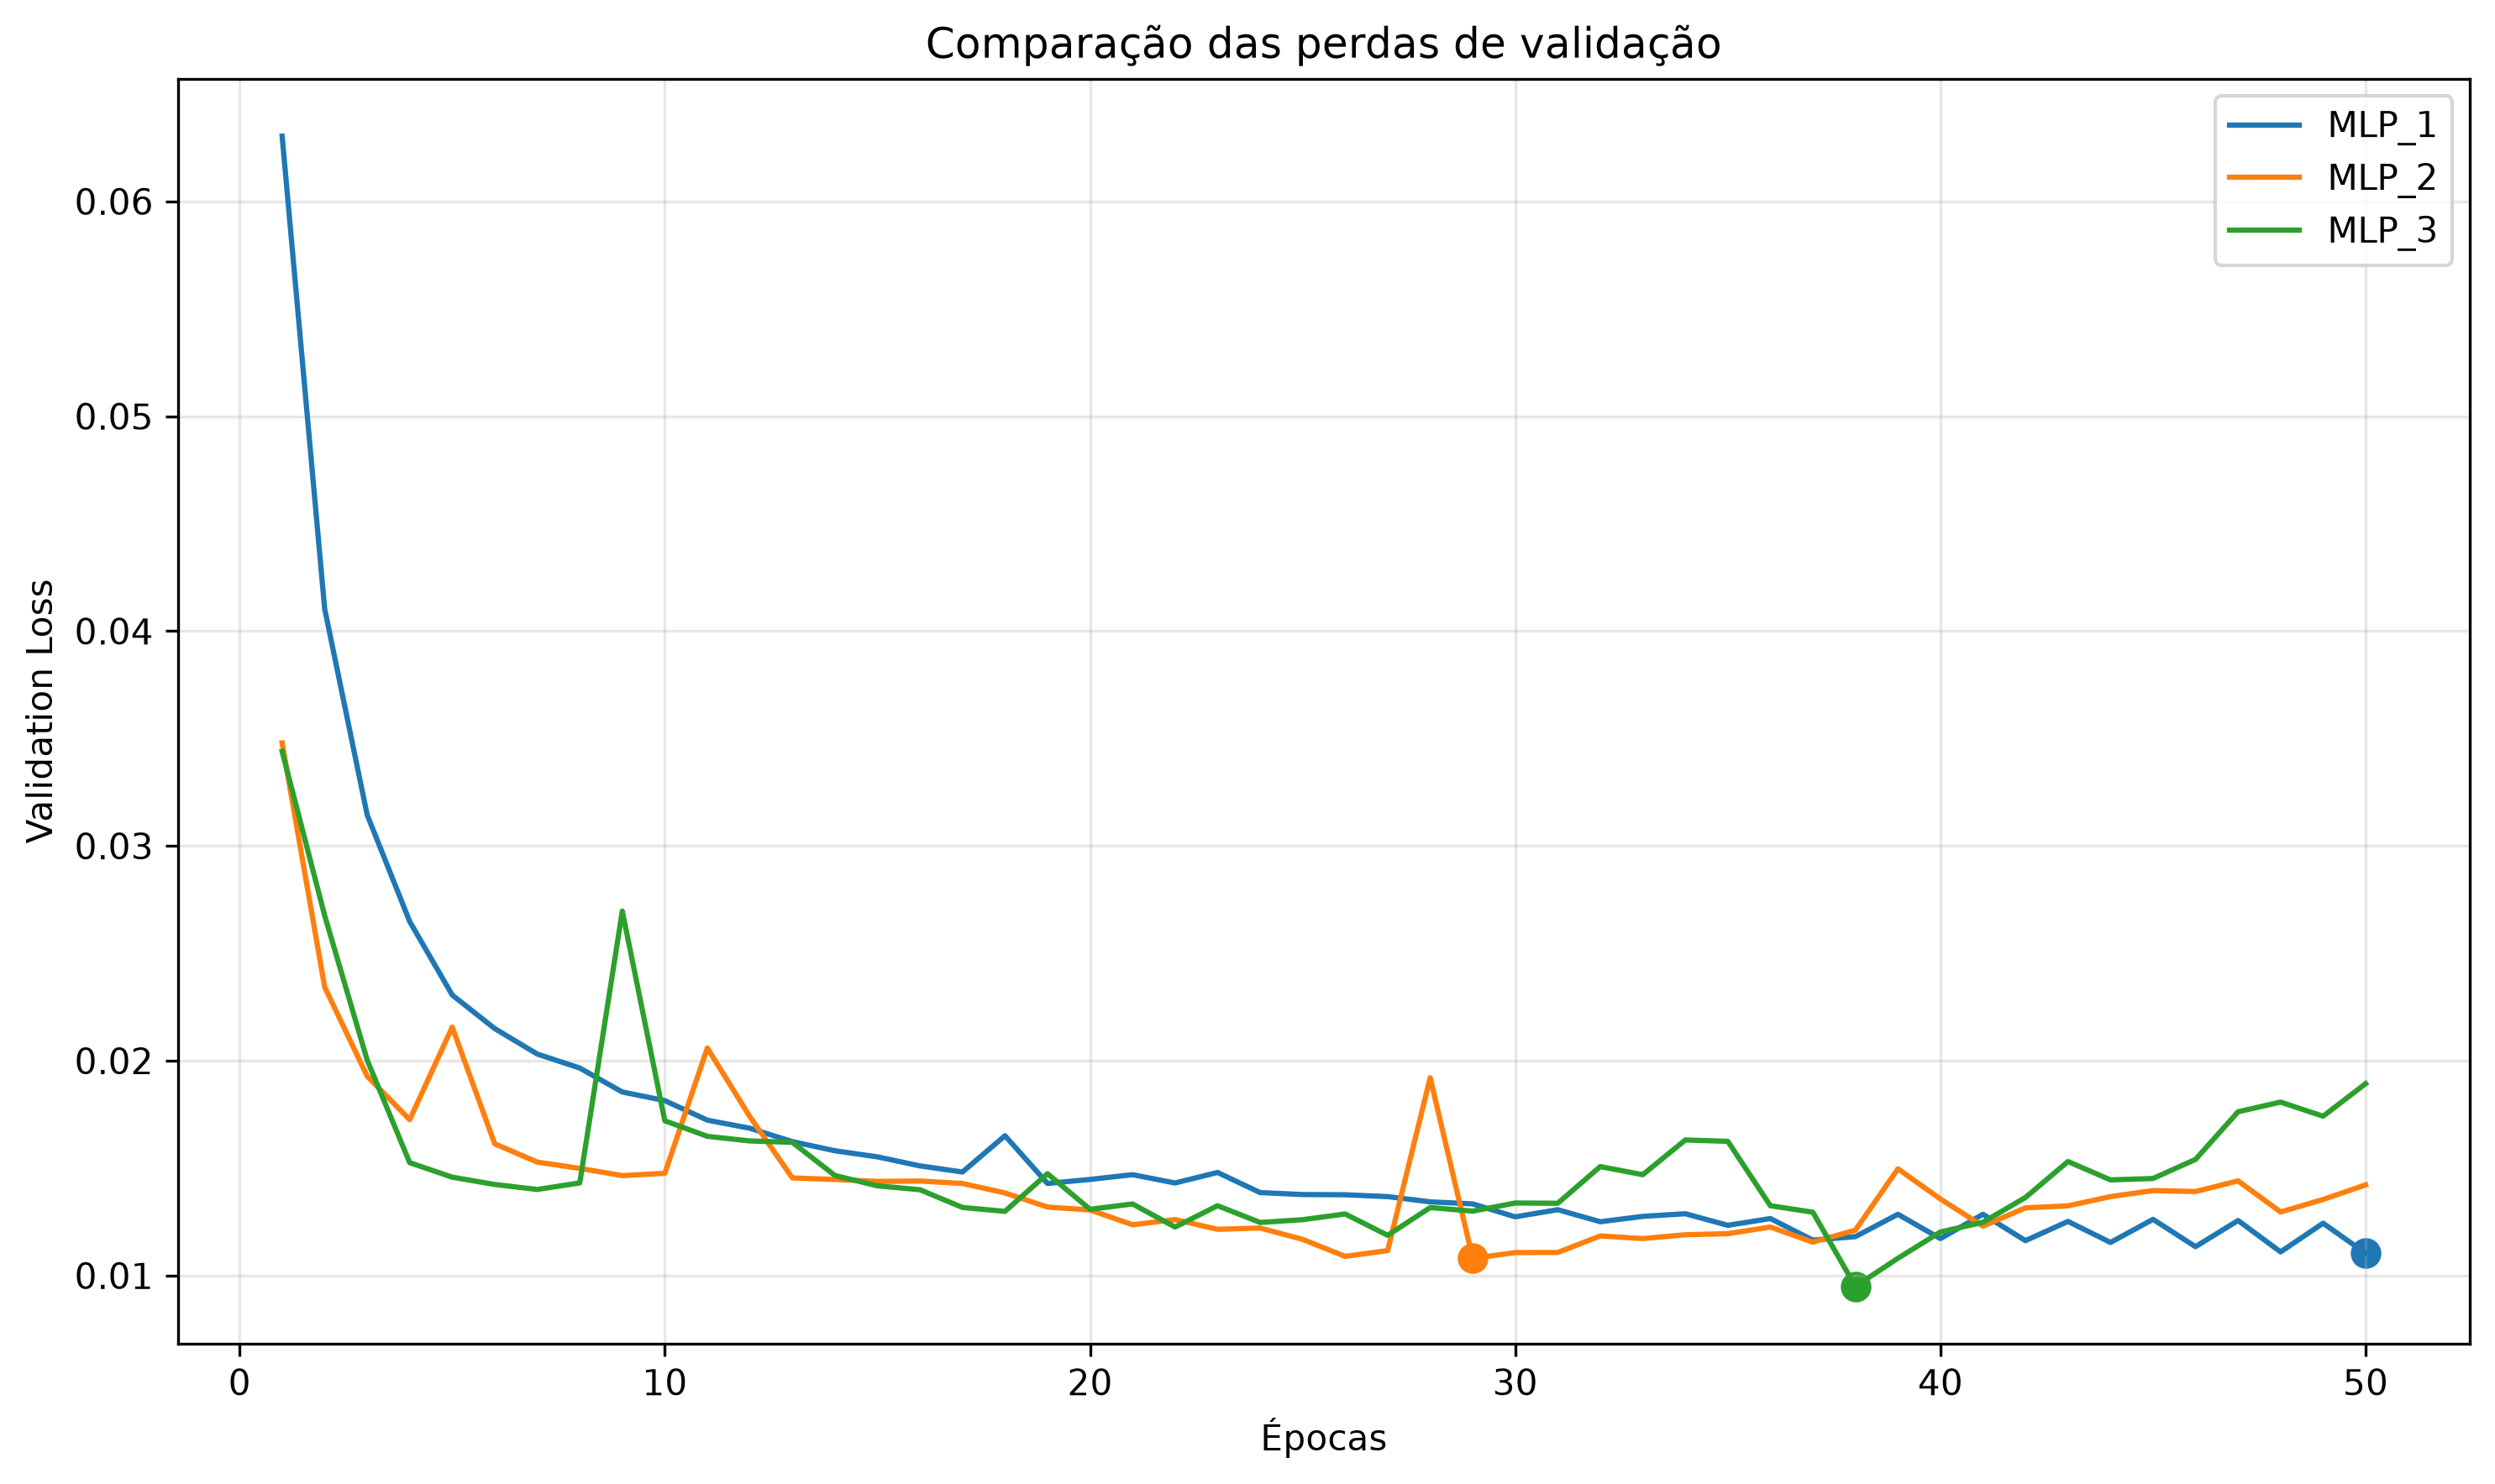 Comparação das perdas de validação
MLP_1
MLP_2
MLP_3
Validation Loss
0.06
0.05
0.04
0.03
0.02
0.01
0 10 20 30 40 50
Épocas